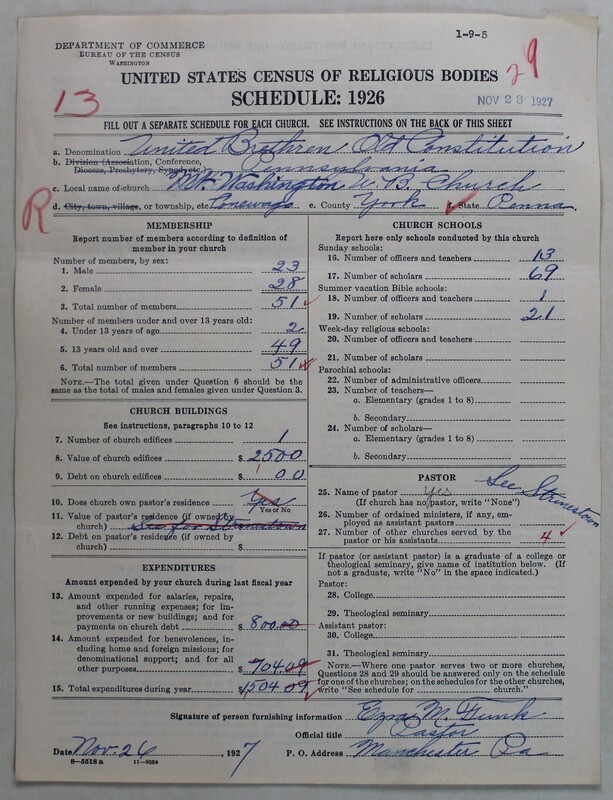 1-9-5
DEPARTMENT OF COMMERCE
BUREAU OF THE CENSUS
WASHINGTON
UNITED STATES CENSUS OF RELIGIOUS BODIES
29
13
SCHEDULE: 1926
NOV 23 1927
FILL OUT A SEPARATE SCHEDULE FOR EACH CHURCH. SEE INSTRUCTIONS ON THE BACK OF THIS SHEET
a. Denomination United Brethren Old Constitution
b. Division (Association, Conference, Diocese, Presbytery, Synod, etc.) Pennsylvania
c. Local name of church Mt. Washington U. B. Church
R
d. City, town, village, or township, etc. Conewago e. County York f. State Penna.
MEMBERSHIP
Report number of members according to definition of
member in your church
Number of members, by sex:
1. Male 23
2. Female 28
3. Total number of members 51
Number of members under and over 13 years old:
4. Under 13 years of age 2
5. 13 years old and over 49
6. Total number of members 51
NOTE.—The total given under Question 6 should be
same as the total of males and females given under Question 3.
CHURCH BUILDINGS
See instructions, paragraphs 10 to 12
7. Number of church edifices 1
8. Value of church edifices $ 2500
9. Debt on church edifices $ 00
10. Does church own pastor's residence Yes
Yes or No
11. Value of pastor's residence (if owned by
church) See for Strinestown
12. Debt on pastor's residence (if owned by
church) $
EXPENDITURES
Amount expended by your church during last fiscal year
13. Amount expended for salaries, repairs,
and other running expenses; for im-
provements or new buildings; and for
payments on church debt $ 800.00
14. Amount expended for benevolences, in-
cluding home and foreign missions; for
denominational support; and for all
other purposes $ 704.09
15. Total expenditures during year $ 1504 09
CHURCH SCHOOLS
Report here only schools conducted by this church
Sunday schools:
16. Number of officers and teachers 13
17. Number of scholars 69
Summer vacation Bible schools:
18. Number of officers and teachers 1
19. Number of scholars 21
Week-day religious schools:
20. Number of officers and teachers
21. Number of scholars
Parochial schools:
22. Number of administrative officers
23. Number of teachers—
a. Elementary (grades 1 to 8)
b. Secondary
24. Number of scholars—
a. Elementary (grades 1 to 8)
b. Secondary
PASTOR
25. Name of pastor Yes See Strinestown
(If church has no pastor, write "None")
26. Number of ordained ministers, if any, em-
ployed as assistant pastors
27. Number of other churches served by the
pastor or his assistants 4
If pastor (or assistant pastor) is a graduate of a college or
theological seminary, give name of institution below. (If
not a graduate, write "No" in the space indicated.)
Pastor:
28. College
29. Theological seminary
Assistant pastor:
30. College
31. Theological seminary
NOTE.—Where one pastor serves two or more churches,
Questions 28 and 29 should be answered only on the schedule
for one of the churches; on the schedules for the other churches,
write "See schedule for church."
Signature of person furnishing information Ezra M. Funk
Official title Pastor
Date Nov. 26, 1927 P. O. Address Manchester Pa
8—5518 a 11—9054